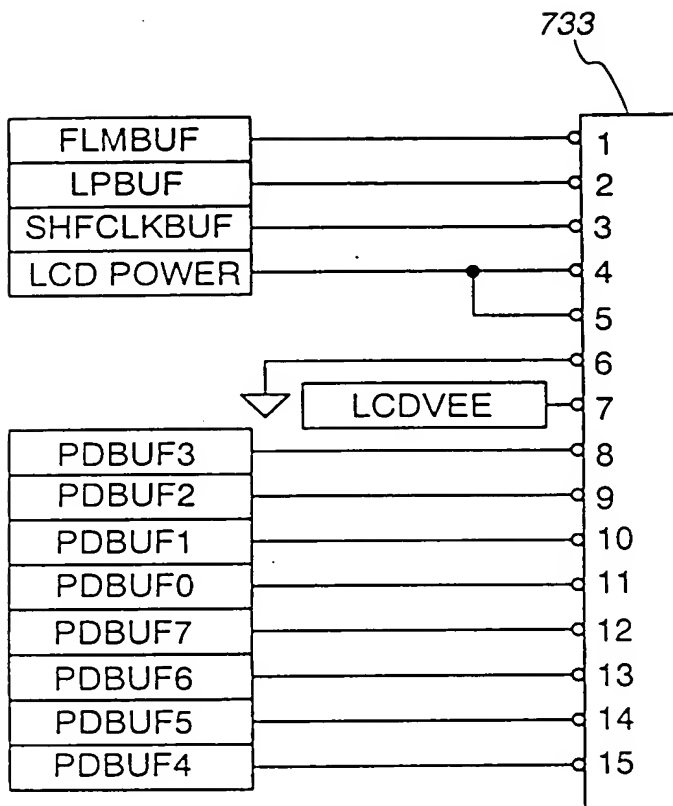 733
FLMBUF 1
LPBUF 2
SHFCLKBUF 3
LCD POWER 4
5
6
LCDVEE 7
PDBUF3 8
PDBUF2 9
PDBUF1 10
PDBUF0 11
PDBUF7 12
PDBUF6 13
PDBUF5 14
PDBUF4 15